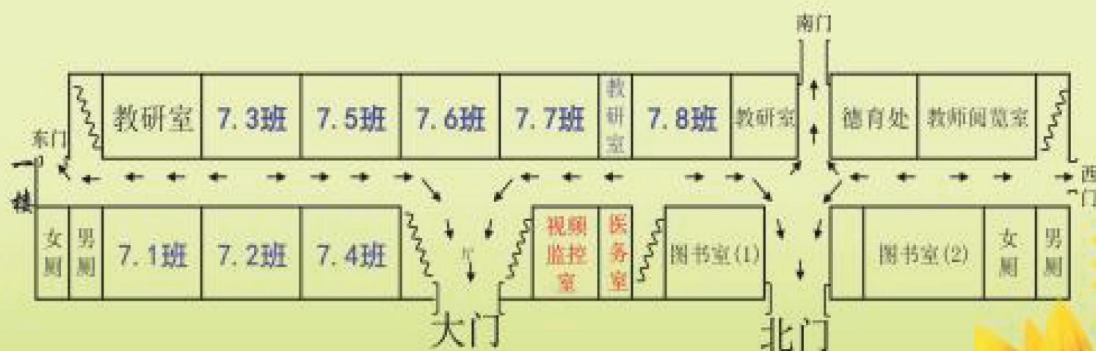 南门
教研室
7.3班
7.5班
7.6班
7.7班
教研室
7.8班
教研室
德育处
教师阅览室
东门
一楼
西门
女厕
男厕
7.1班
7.2班
7.4班
厅
视频监控室
医务室
图书室(1)
图书室(2)
女厕
男厕
大门
北门